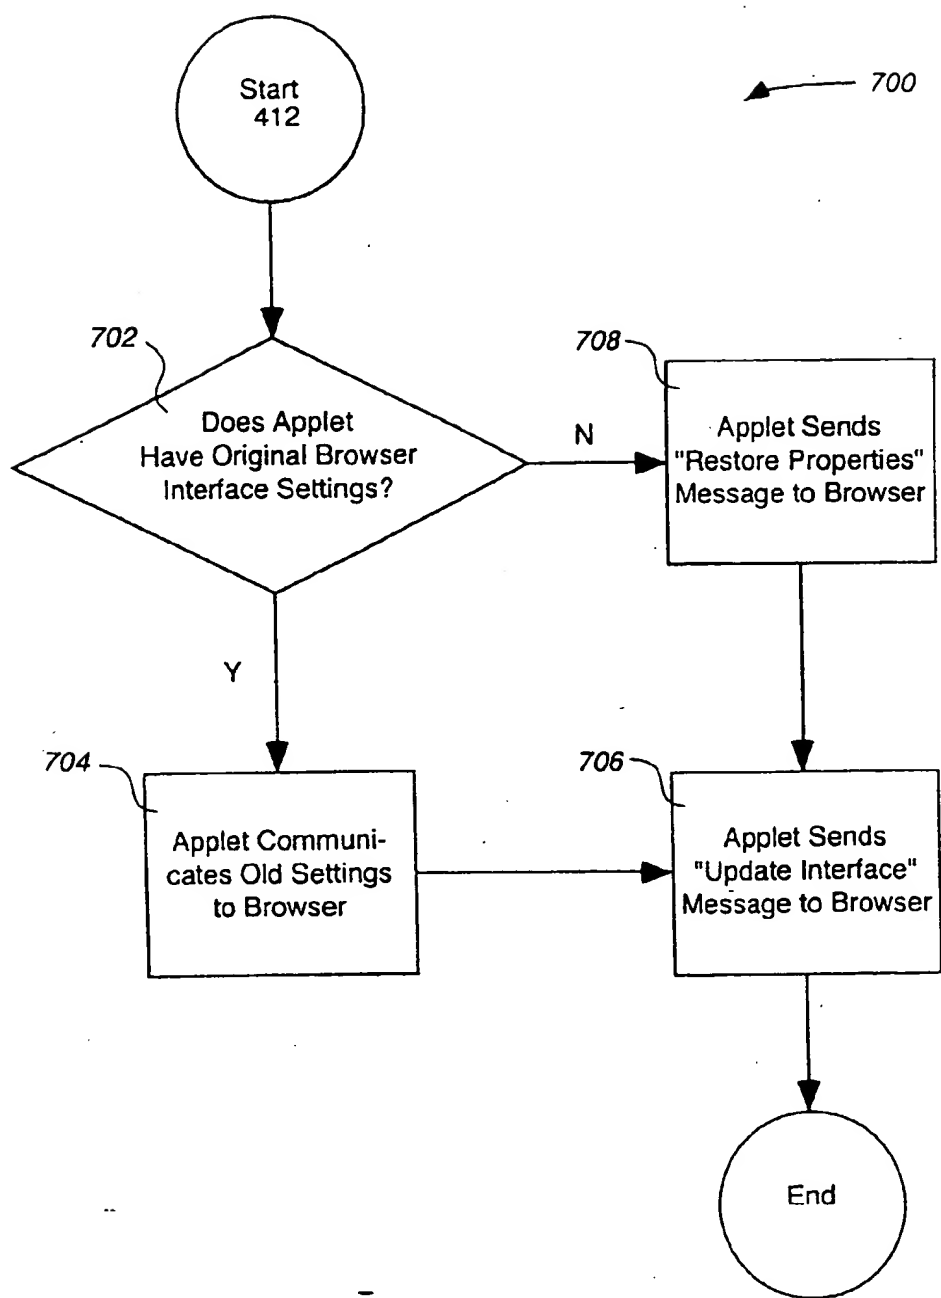 Start
412
700
702
Does Applet
Have Original Browser
Interface Settings?
N
708
Applet Sends
"Restore Properties"
Message to Browser
Y
704
Applet Communi-
cates Old Settings
to Browser
706
Applet Sends
"Update Interface"
Message to Browser
End